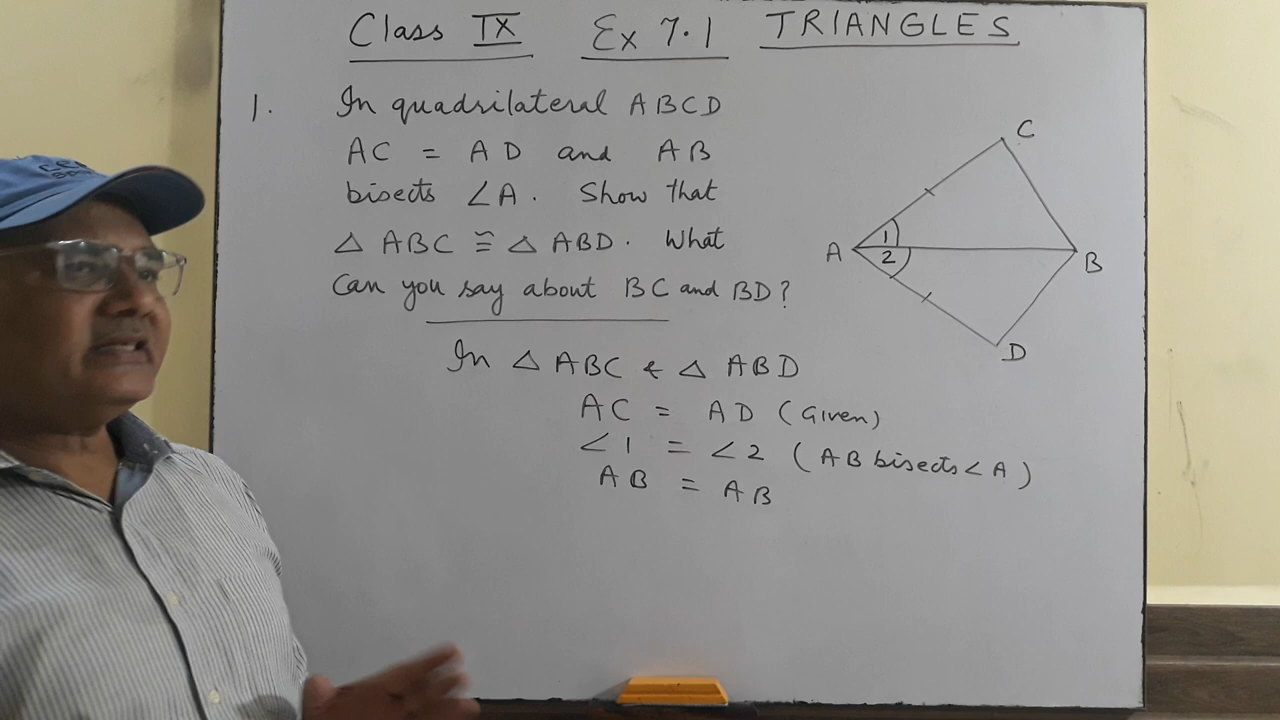 Class IX Ex 7.1 TRIANGLES
1. In quadrilateral ABCD
AC = AD and AB
bisects ∠A. Show that
△ ABC ≅ △ ABD. What
Can you say about BC and BD?
In △ ABC & △ ABD
AC = AD (Given)
∠1 = ∠2 (AB bisects ∠A)
AB = AB
C
A
1
2
B
D